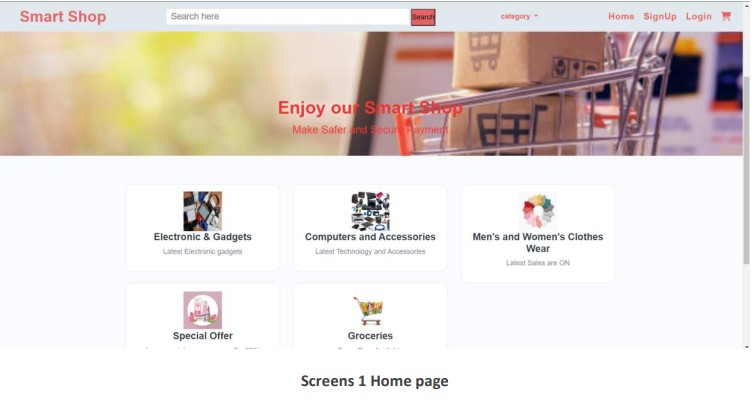 Smart Shop
Search here
Search
category
Home SignUp Login
Enjoy our Smart Shop
Make Safer and Secure Payment
Electronic & Gadgets
Latest Electronic gadgets
Computers and Accessories
Latest Technology and Accessories
Men's and Women's Clothes
Wear
Latest Sales are ON
Special Offer
Groceries
Screens 1 Home page